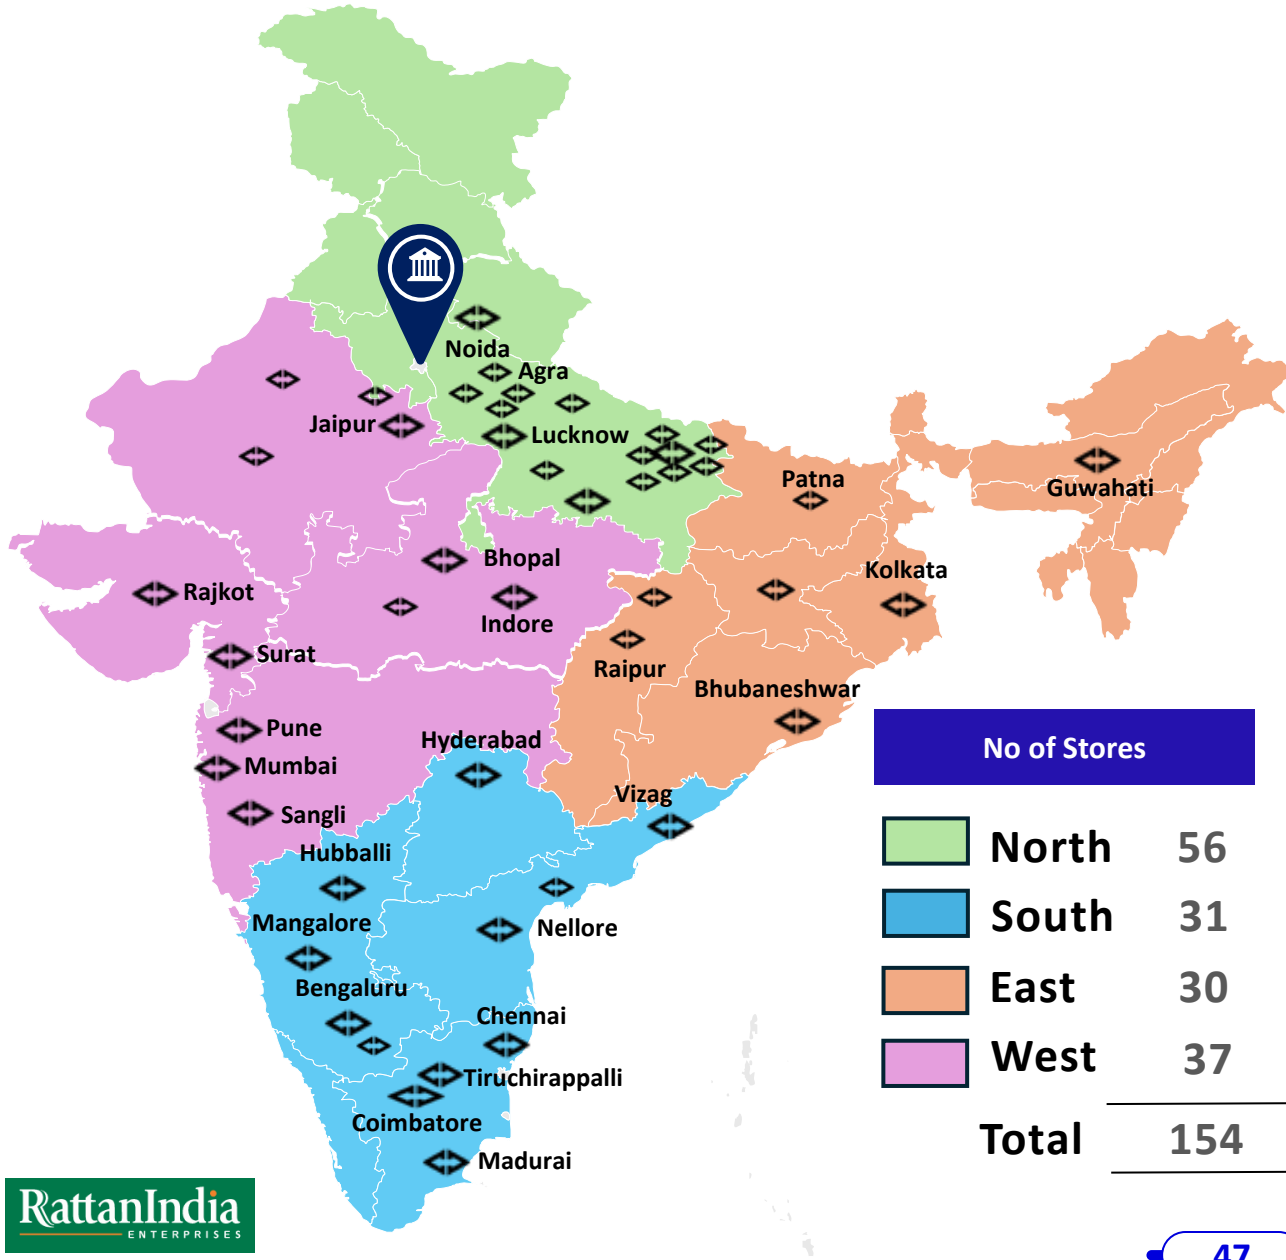 Noida
Agra
Jaipur
Lucknow
Patna
Guwahati
Bhopal
Kolkata
Rajkot
Indore
Surat
Raipur
Bhubaneshwar
Pune
Hyderabad
Mumbai
Vizag
Sangli
Hubballi
Mangalore
Nellore
Bengaluru
Chennai
Tiruchirappalli
Coimbatore
Madurai
No of Stores
North 56
South 31
East 30
West 37
Total 154
RattanIndia
ENTERPRISES
47